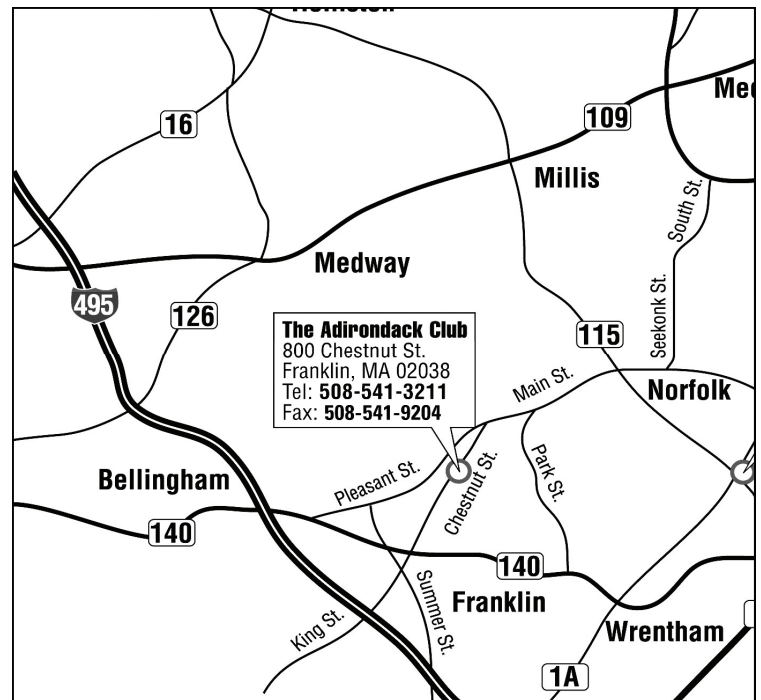 16
109
Millis
South St.
Medway
495
126
The Adirondack Club
800 Chestnut St.
Franklin, MA 02038
Tel: 508-541-3211
Fax: 508-541-9204
115
Seekonk St.
Main St.
Norfolk
Bellingham
Pleasant St.
Chestnut St.
Park St.
140
140
Summer St.
Franklin
King St.
Wrentham
1A